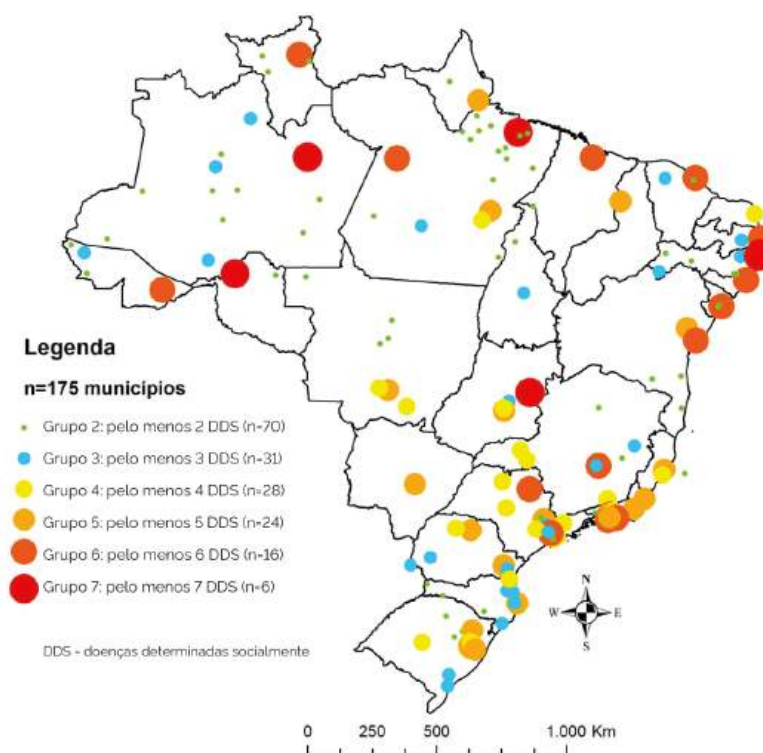 Legenda
n=175 municípios
Grupo 2: pelo menos 2 DDS (n=70)
Grupo 3: pelo menos 3 DDS (n=31)
Grupo 4: pelo menos 4 DDS (n=28)
Grupo 5: pelo menos 5 DDS (n=24)
Grupo 6: pelo menos 6 DDS (n=16)
Grupo 7: pelo menos 7 DDS (n=6)
DDS - doenças determinadas socialmente
N
W E
S
0 250 500 1.000 Km